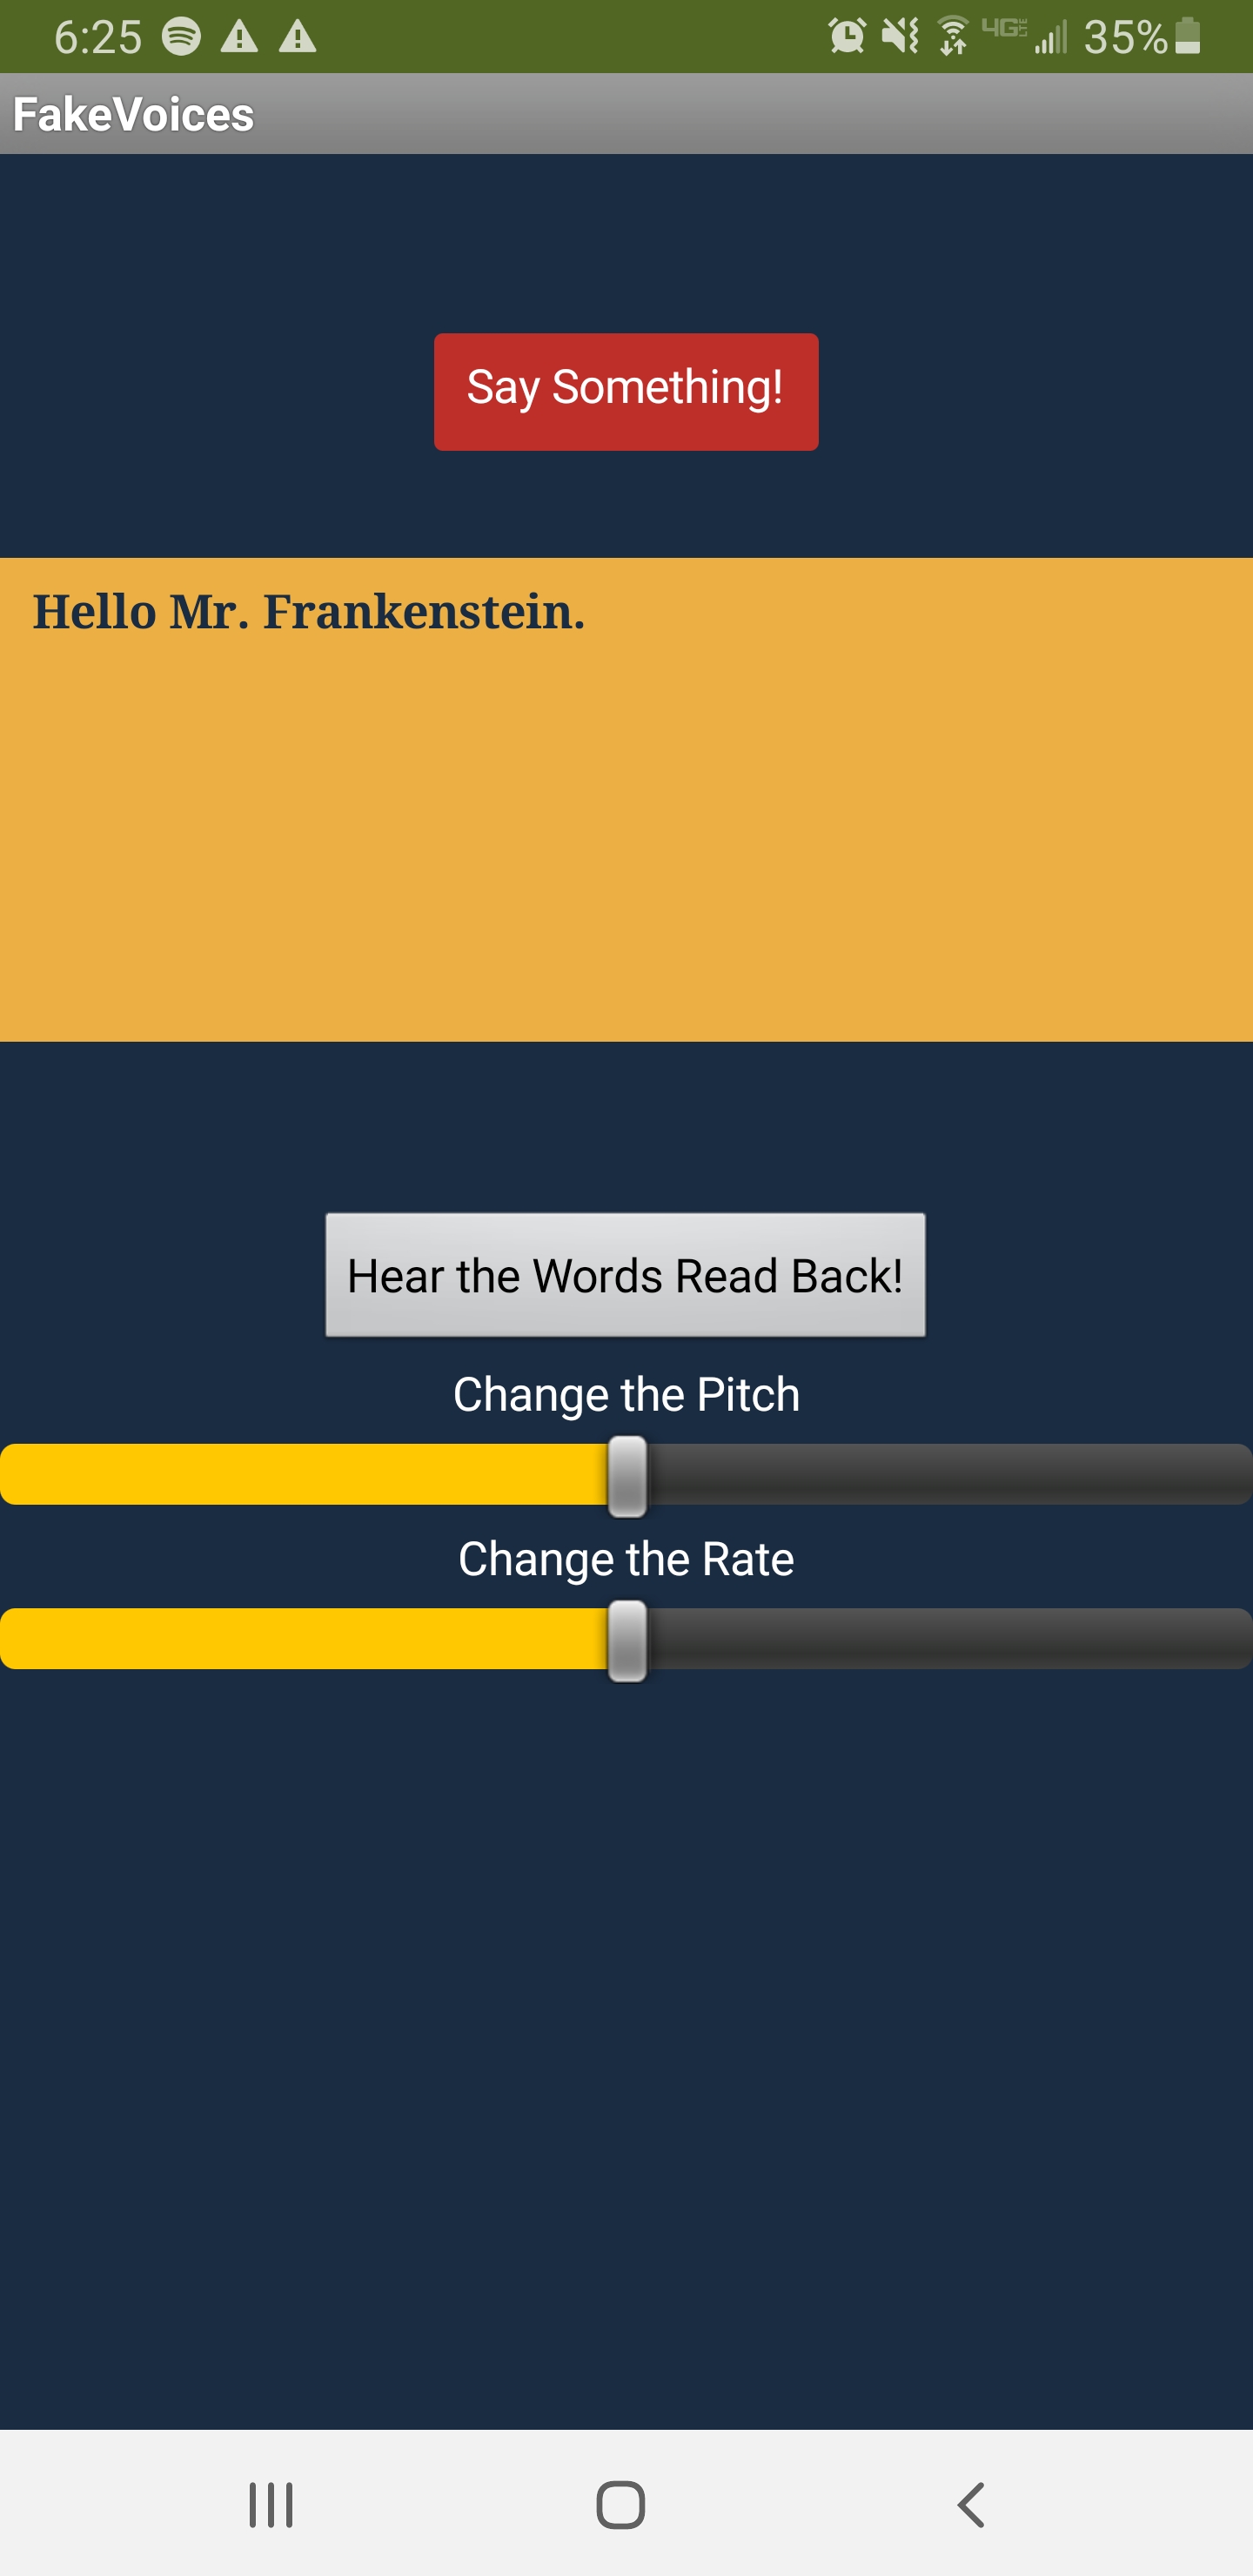 6:25 4GLTE 35%
FakeVoices
Say Something!
Hello Mr. Frankenstein.
Hear the Words Read Back!
Change the Pitch
Change the Rate